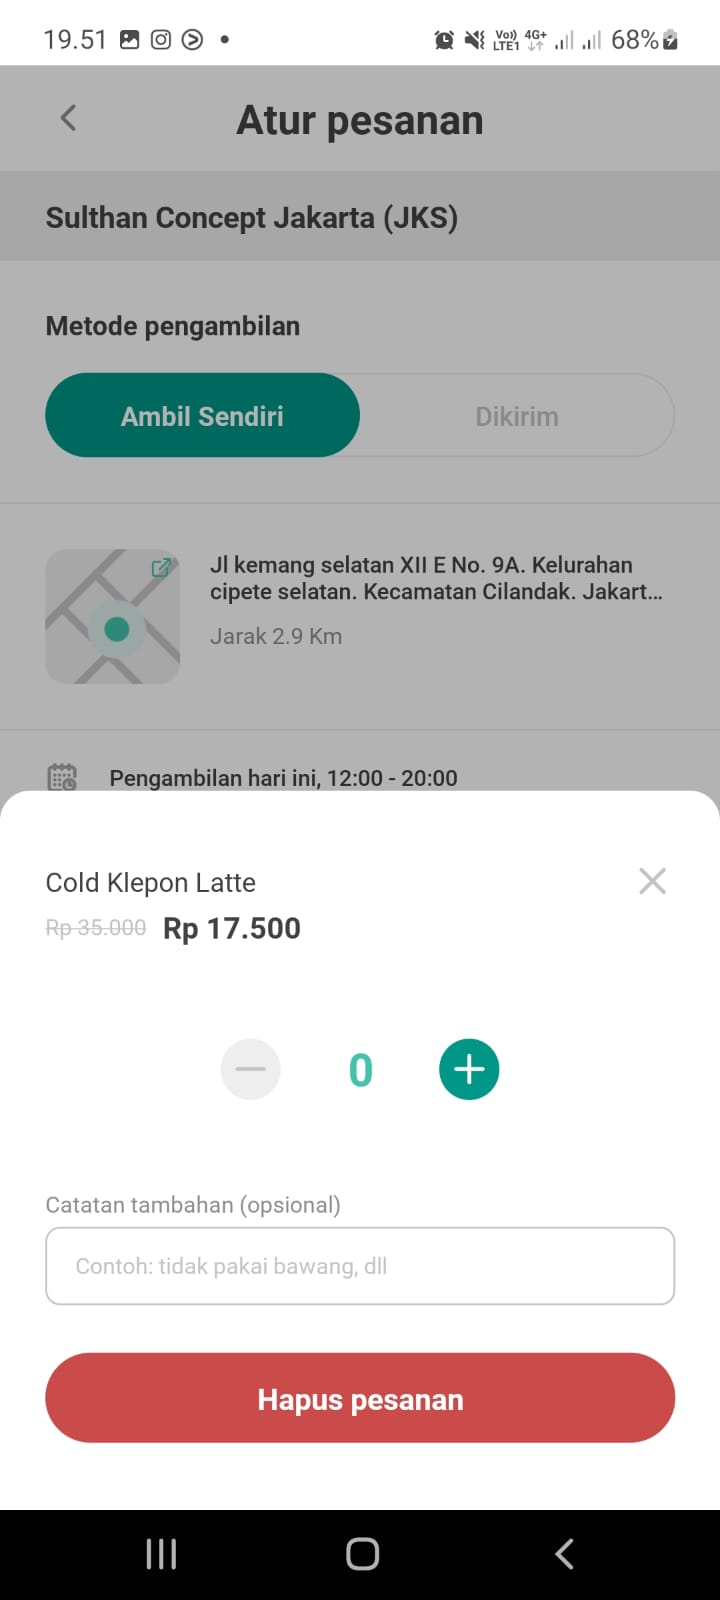 19.51
Vo)) 4G+
LTE1
68%
Atur pesanan
Sulthan Concept Jakarta (JKS)
Metode pengambilan
Ambil Sendiri
Dikirim
Jl kemang selatan XII E No. 9A. Kelurahan
cipete selatan. Kecamatan Cilandak. Jakart...
Jarak 2.9 Km
Pengambilan hari ini, 12:00 - 20:00
Cold Klepon Latte
Rp 35.000 Rp 17.500
0
Catatan tambahan (opsional)
Contoh: tidak pakai bawang, dll
Hapus pesanan